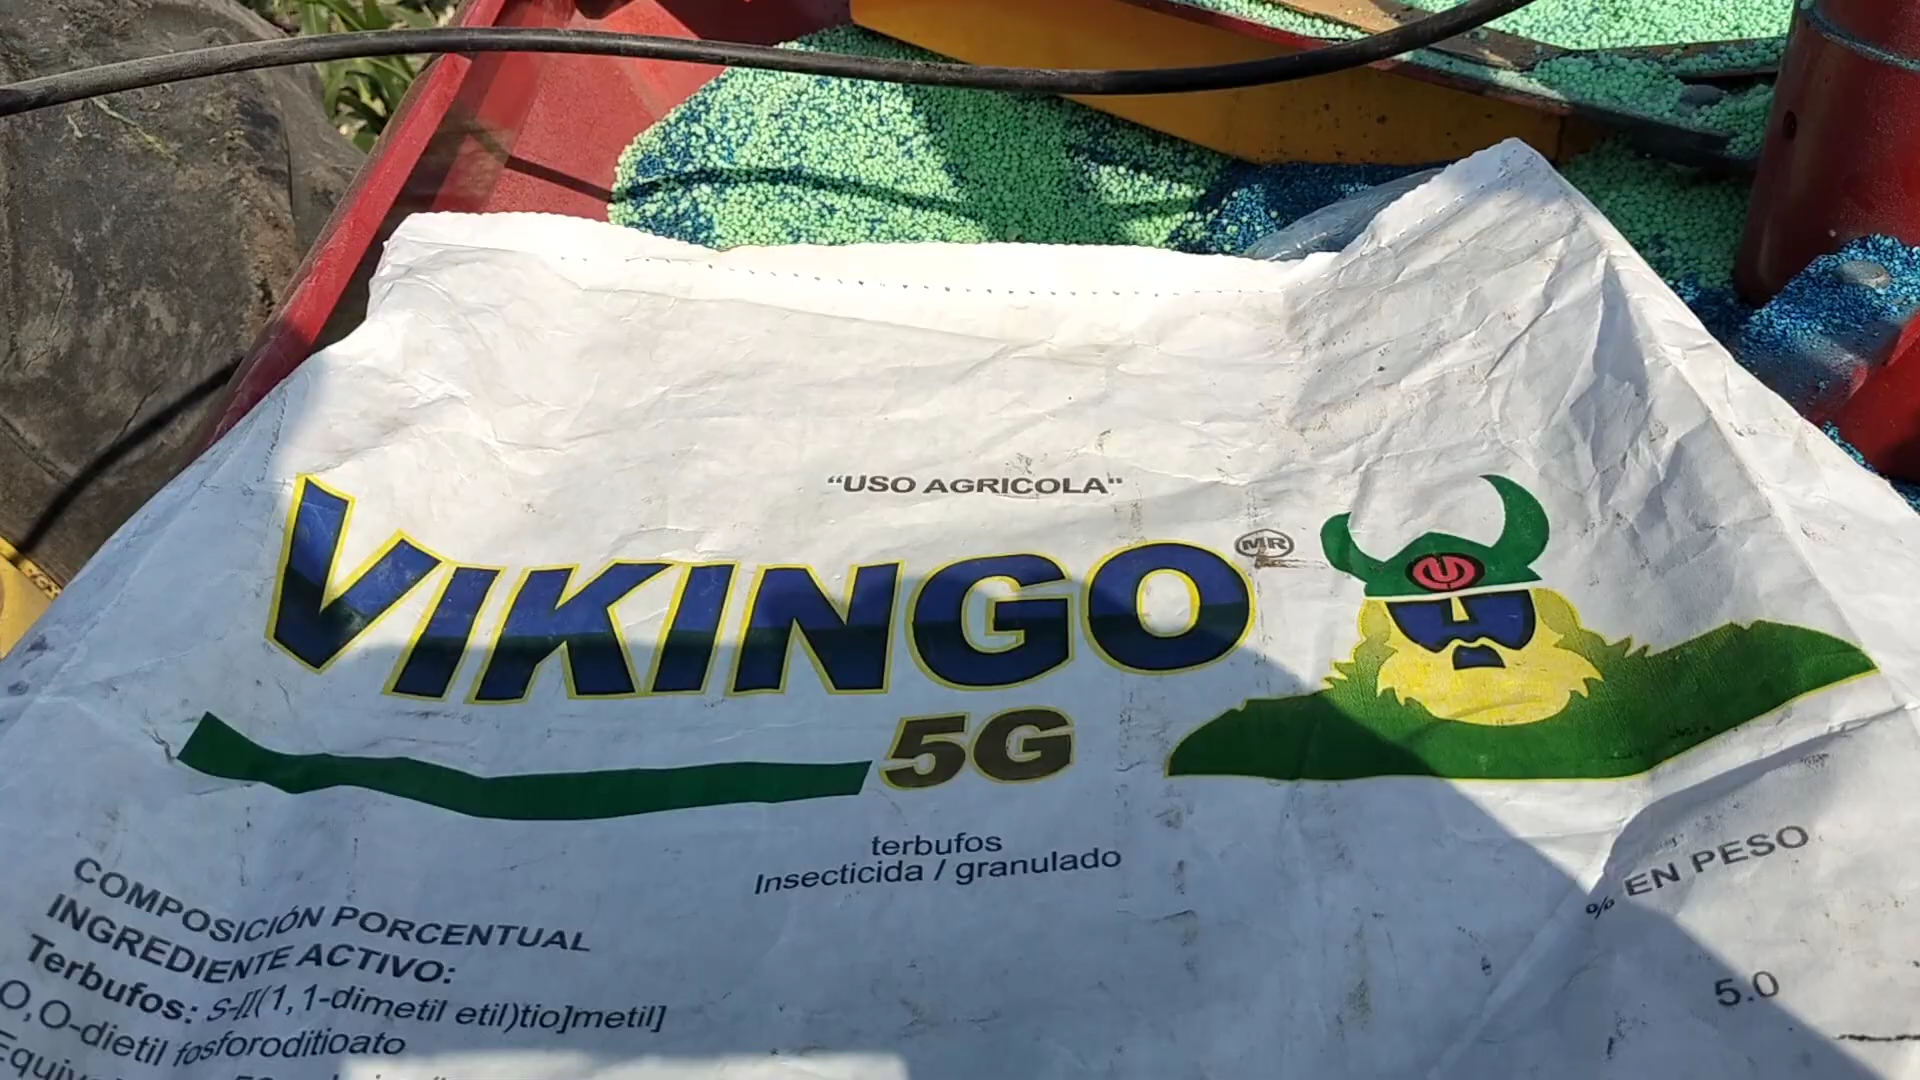 "USO AGRICOLA"
VIKINGO MR
5G
terbufos
Insecticida / granulado
COMPOSICIÓN PORCENTUAL
% EN PESO
INGREDIENTE ACTIVO:
Terbufos: s-[[(1,1-dimetil etil)tio]metil]
5.0
O,O-dietil fosforoditioato